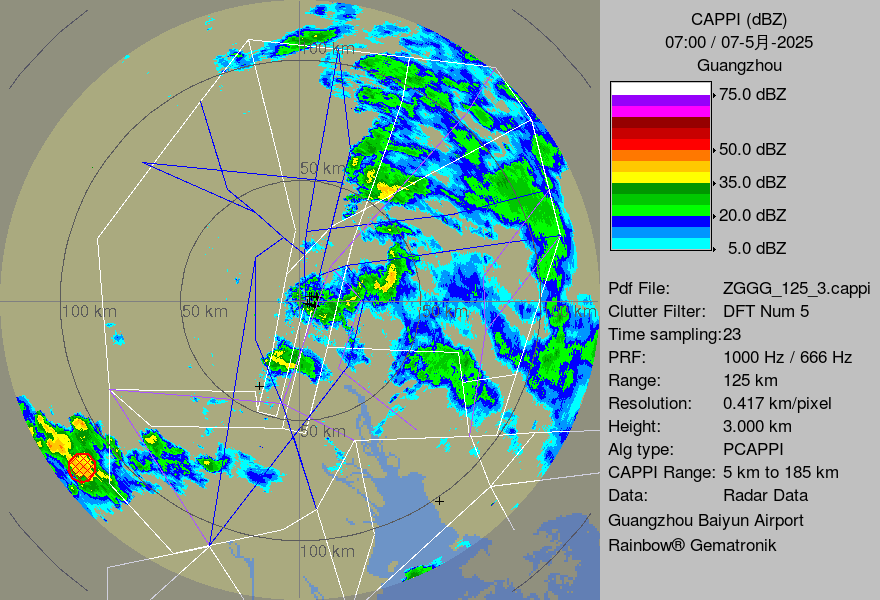 CAPPI (dBZ)
07:00 / 07-5月-2025
Guangzhou
75.0 dBZ
50.0 dBZ
35.0 dBZ
20.0 dBZ
5.0 dBZ
Pdf File: ZGGG_125_3.cappi
Clutter Filter: DFT Num 5
Time sampling:23
PRF: 1000 Hz / 666 Hz
Range: 125 km
Resolution: 0.417 km/pixel
Height: 3.000 km
Alg type: PCAPPI
CAPPI Range: 5 km to 185 km
Data: Radar Data
Guangzhou Baiyun Airport
Rainbow® Gematronik
100 km
50 km
100 km
50 km
50 km
100 km
50 km
100 km